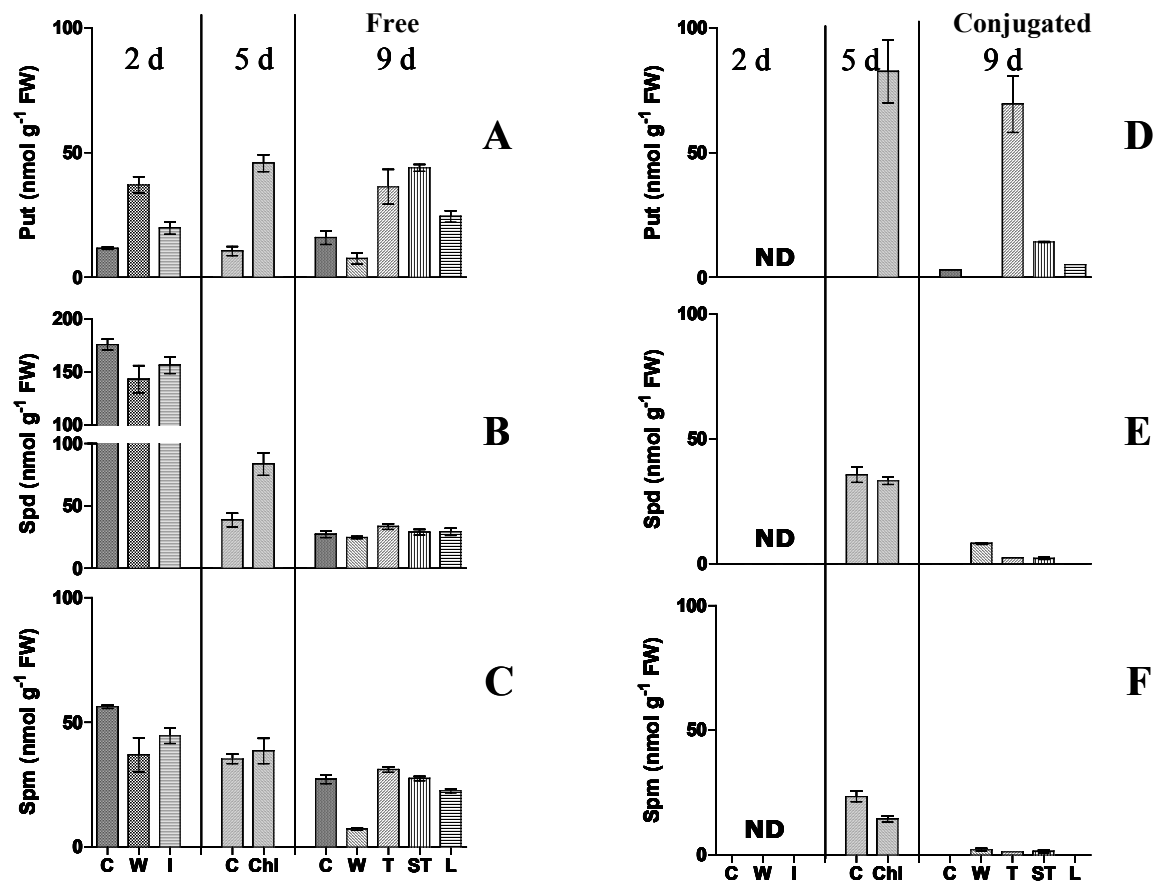 Free
Conjugated
100
50
0
Put (nmol g-1 FW)
2 d
5 d
9 d
A
100
50
0
Put (nmol g-1 FW)
2 d
5 d
9 d
ND
D
200
150
100
100
50
0
Spd (nmol g-1 FW)
B
100
50
0
Spd (nmol g-1 FW)
ND
E
100
50
0
Spm (nmol g-1 FW)
C
C W I C Chl C W T ST L
100
50
0
Spm (nmol g-1 FW)
ND
F
C W I C Chl C W T ST L